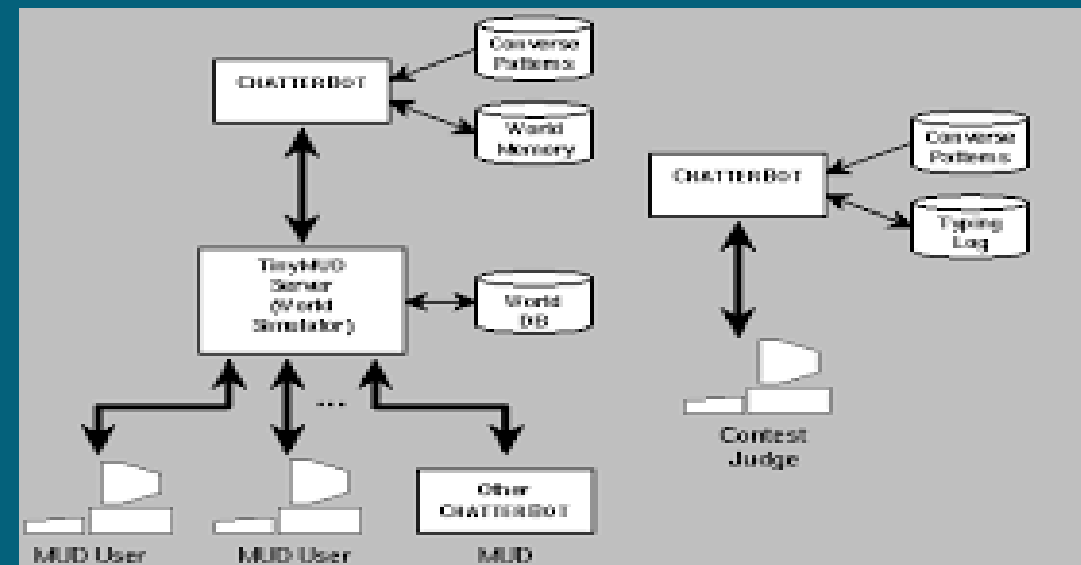 Converse
Patterns
CHATTERBOT
World
Memory
TinyMUD
Server
(World
Simulator)
World
DB
...
Other
CHATTERBOT
MUD User
MUD User
MUD
Converse
Patterns
CHATTERBOT
Typing
Log
Contest
Judge